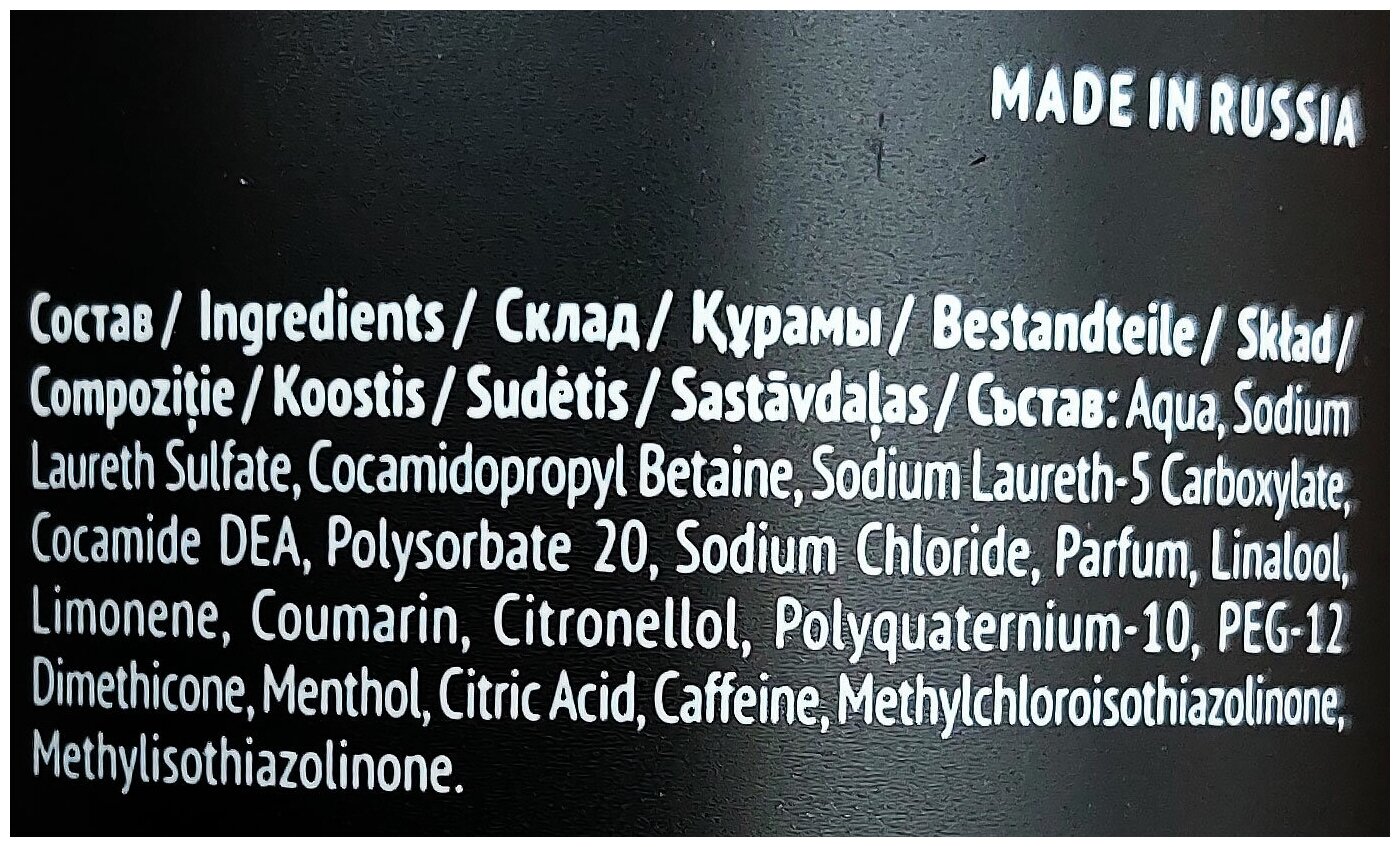 MADE IN RUSSIA
Состав / Ingredients / Склад / Құрамы / Bestandteile / Skład /
Compoziţie / Koostis / Sudėtis / Sastāvdaļas / Състав: Aqua, Sodium
Laureth Sulfate, Cocamidopropyl Betaine, Sodium Laureth-5 Carboxylate,
Cocamide DEA, Polysorbate 20, Sodium Chloride, Parfum, Linalool,
Limonene, Coumarin, Citronellol, Polyquaternium-10, PEG-12
Dimethicone, Menthol, Citric Acid, Caffeine, Methylchloroisothiazolinone,
Methylisothiazolinone.